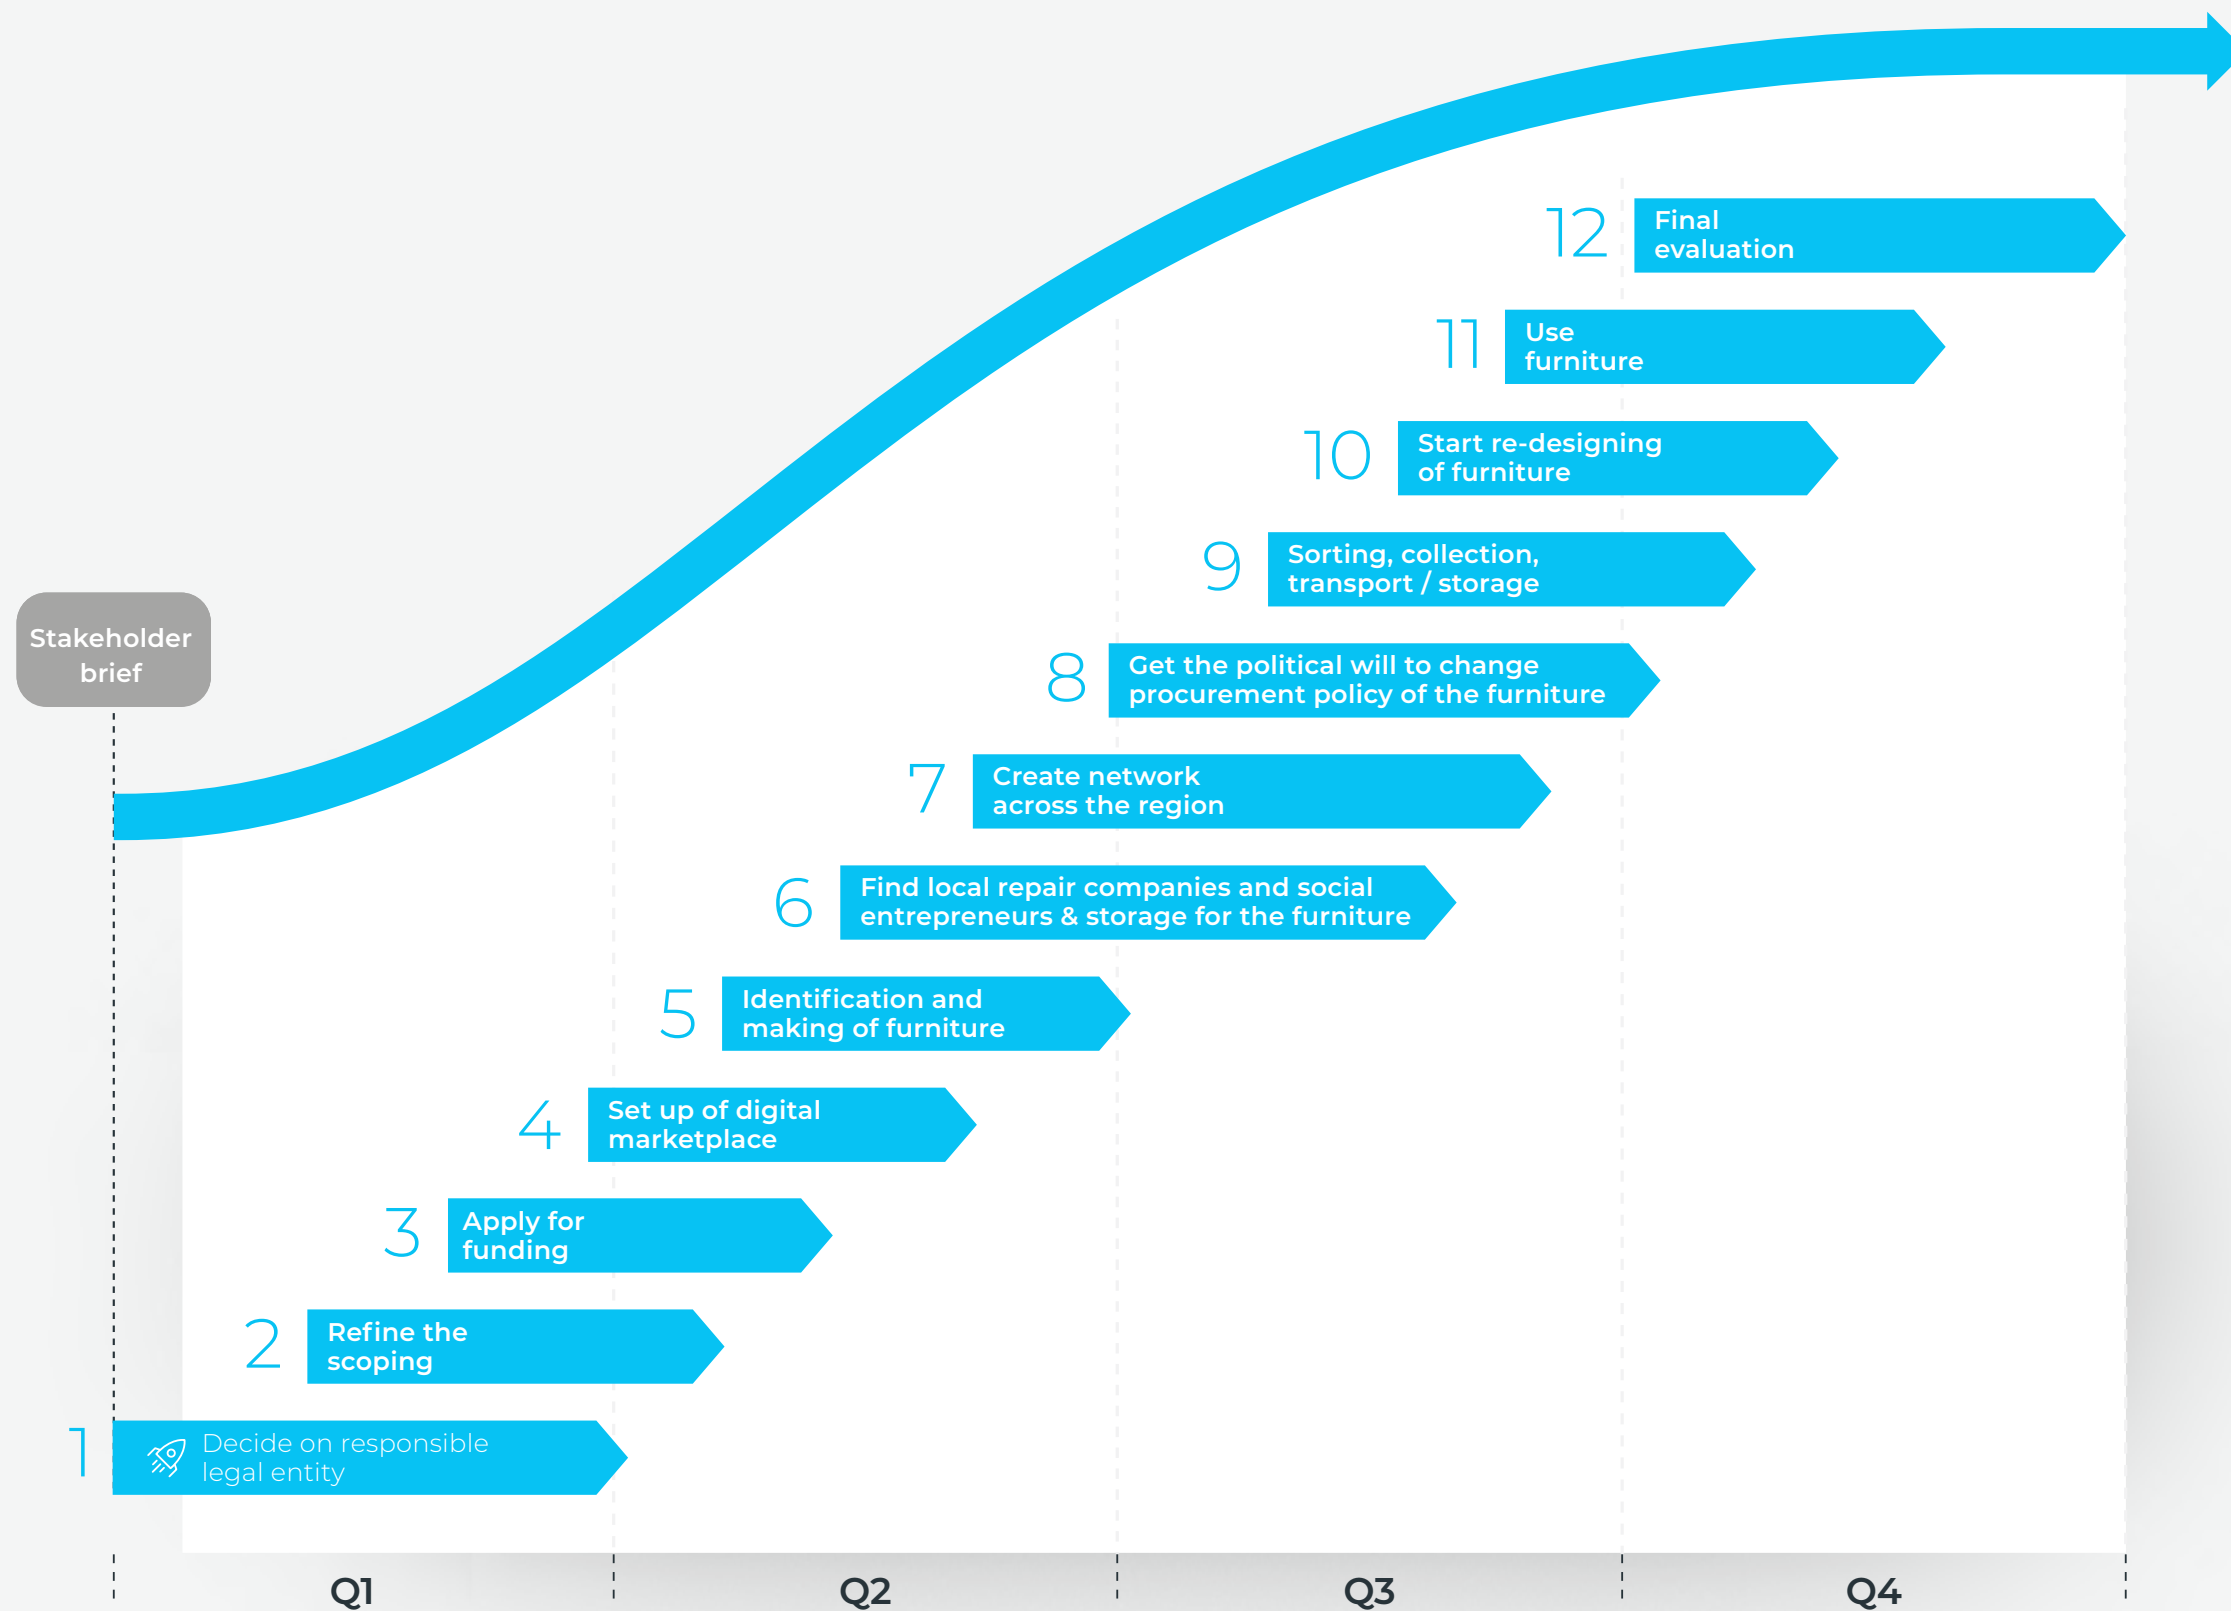 12
Final
evaluation
11
Use
furniture
10
Start re-designing
of furniture
9
Sorting, collection,
transport / storage
Stakeholder
brief
8
Get the political will to change
procurement policy of the furniture
7
Create network
across the region
6
Find local repair companies and social
entrepreneurs & storage for the furniture
5
Identification and
making of furniture
4
Set up of digital
marketplace
3
Apply for
funding
2
Refine the
scoping
1
Decide on responsible
legal entity
Q1
Q2
Q3
Q4